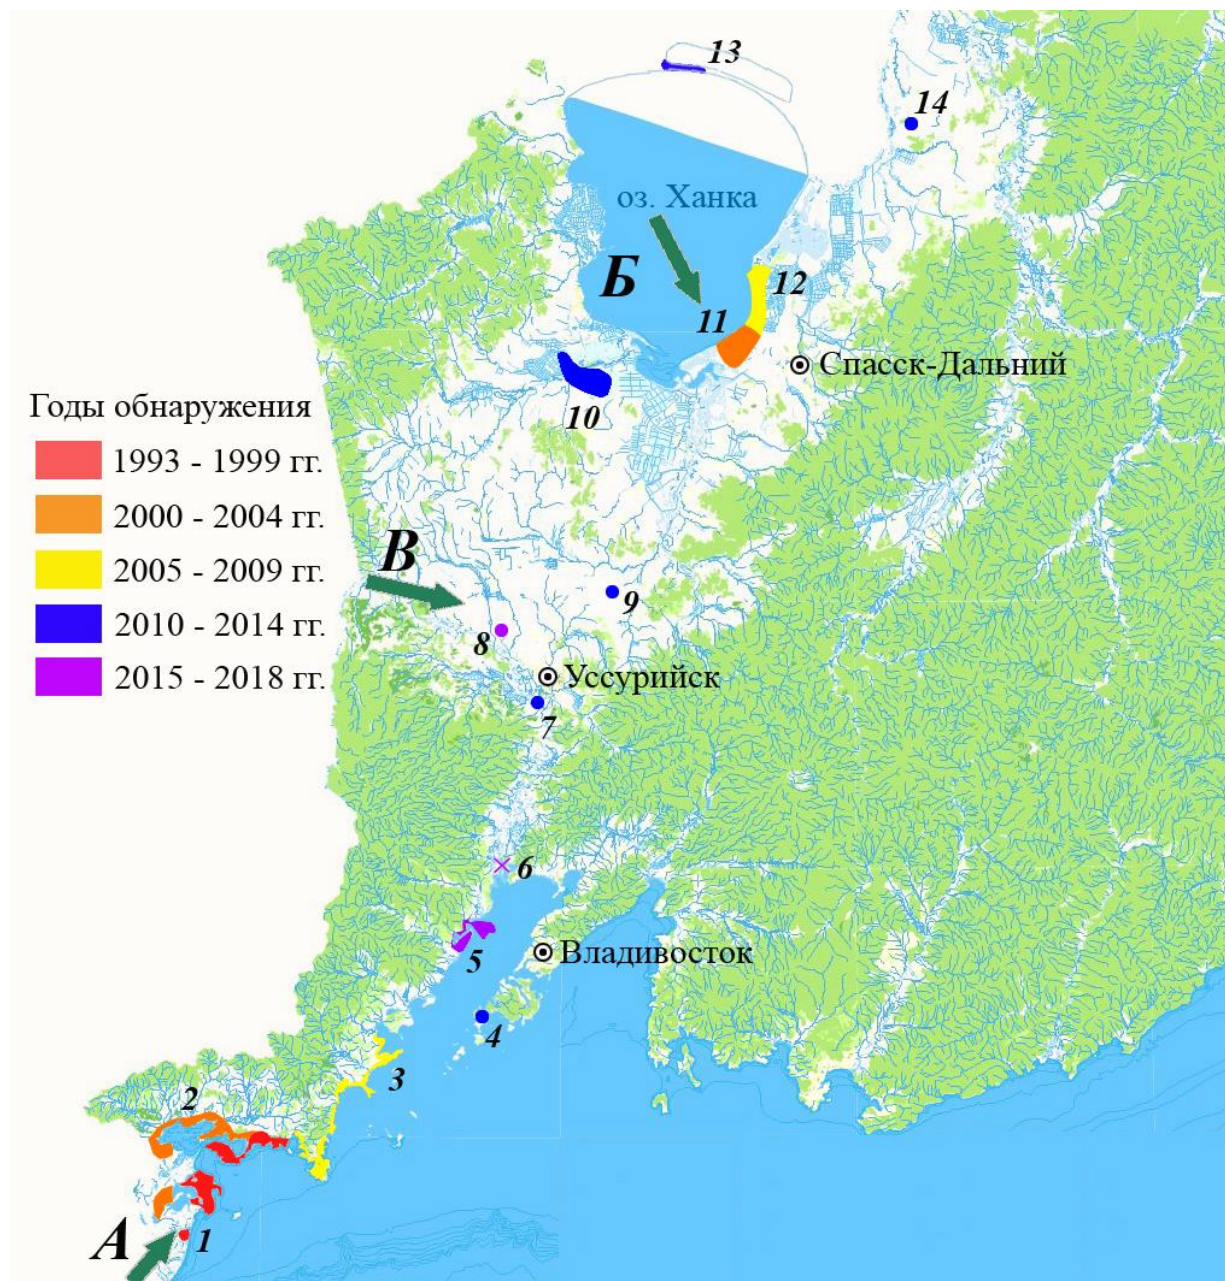 13
14
оз. Ханка
Б
12
11
Спасск-Дальний
10
Годы обнаружения
1993 - 1999 гг.
2000 - 2004 гг.
2005 - 2009 гг.
2010 - 2014 гг.
2015 - 2018 гг.
В
9
8
Уссурийск
7
6
5
Владивосток
4
3
2
А
1